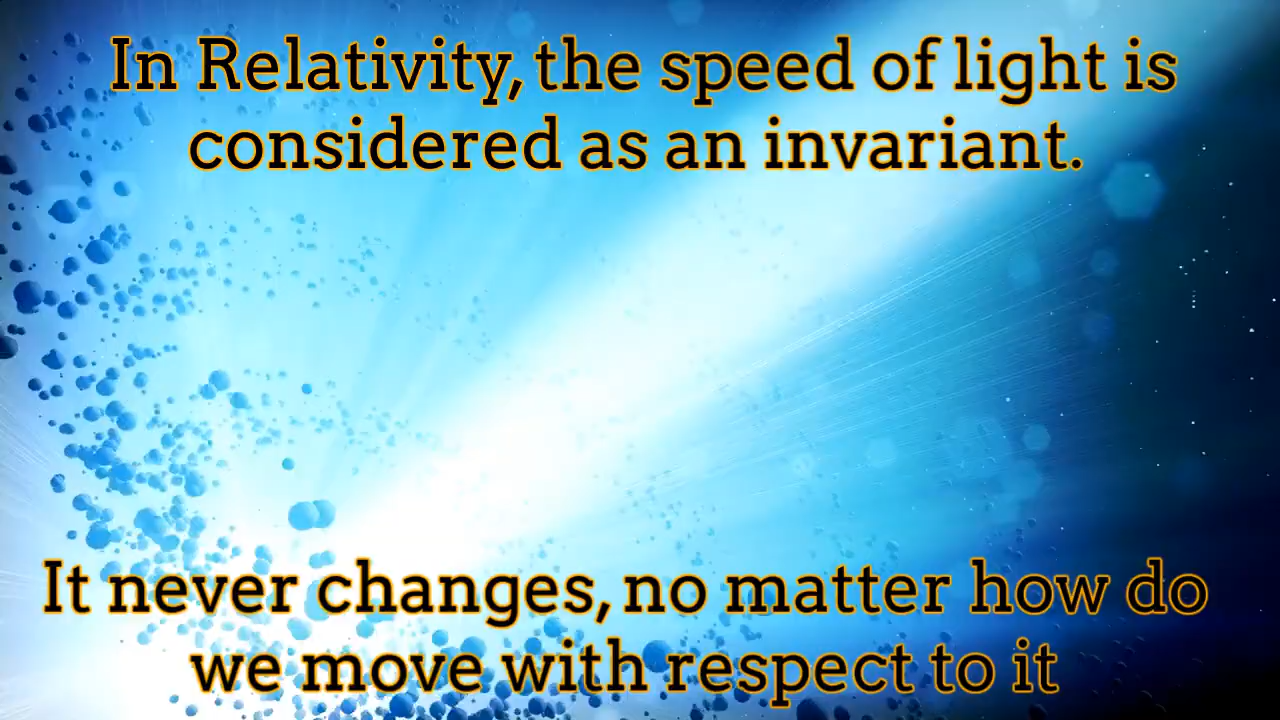 In Relativity, the speed of light is
considered as an invariant.
It never changes, no matter how do
we move with respect to it